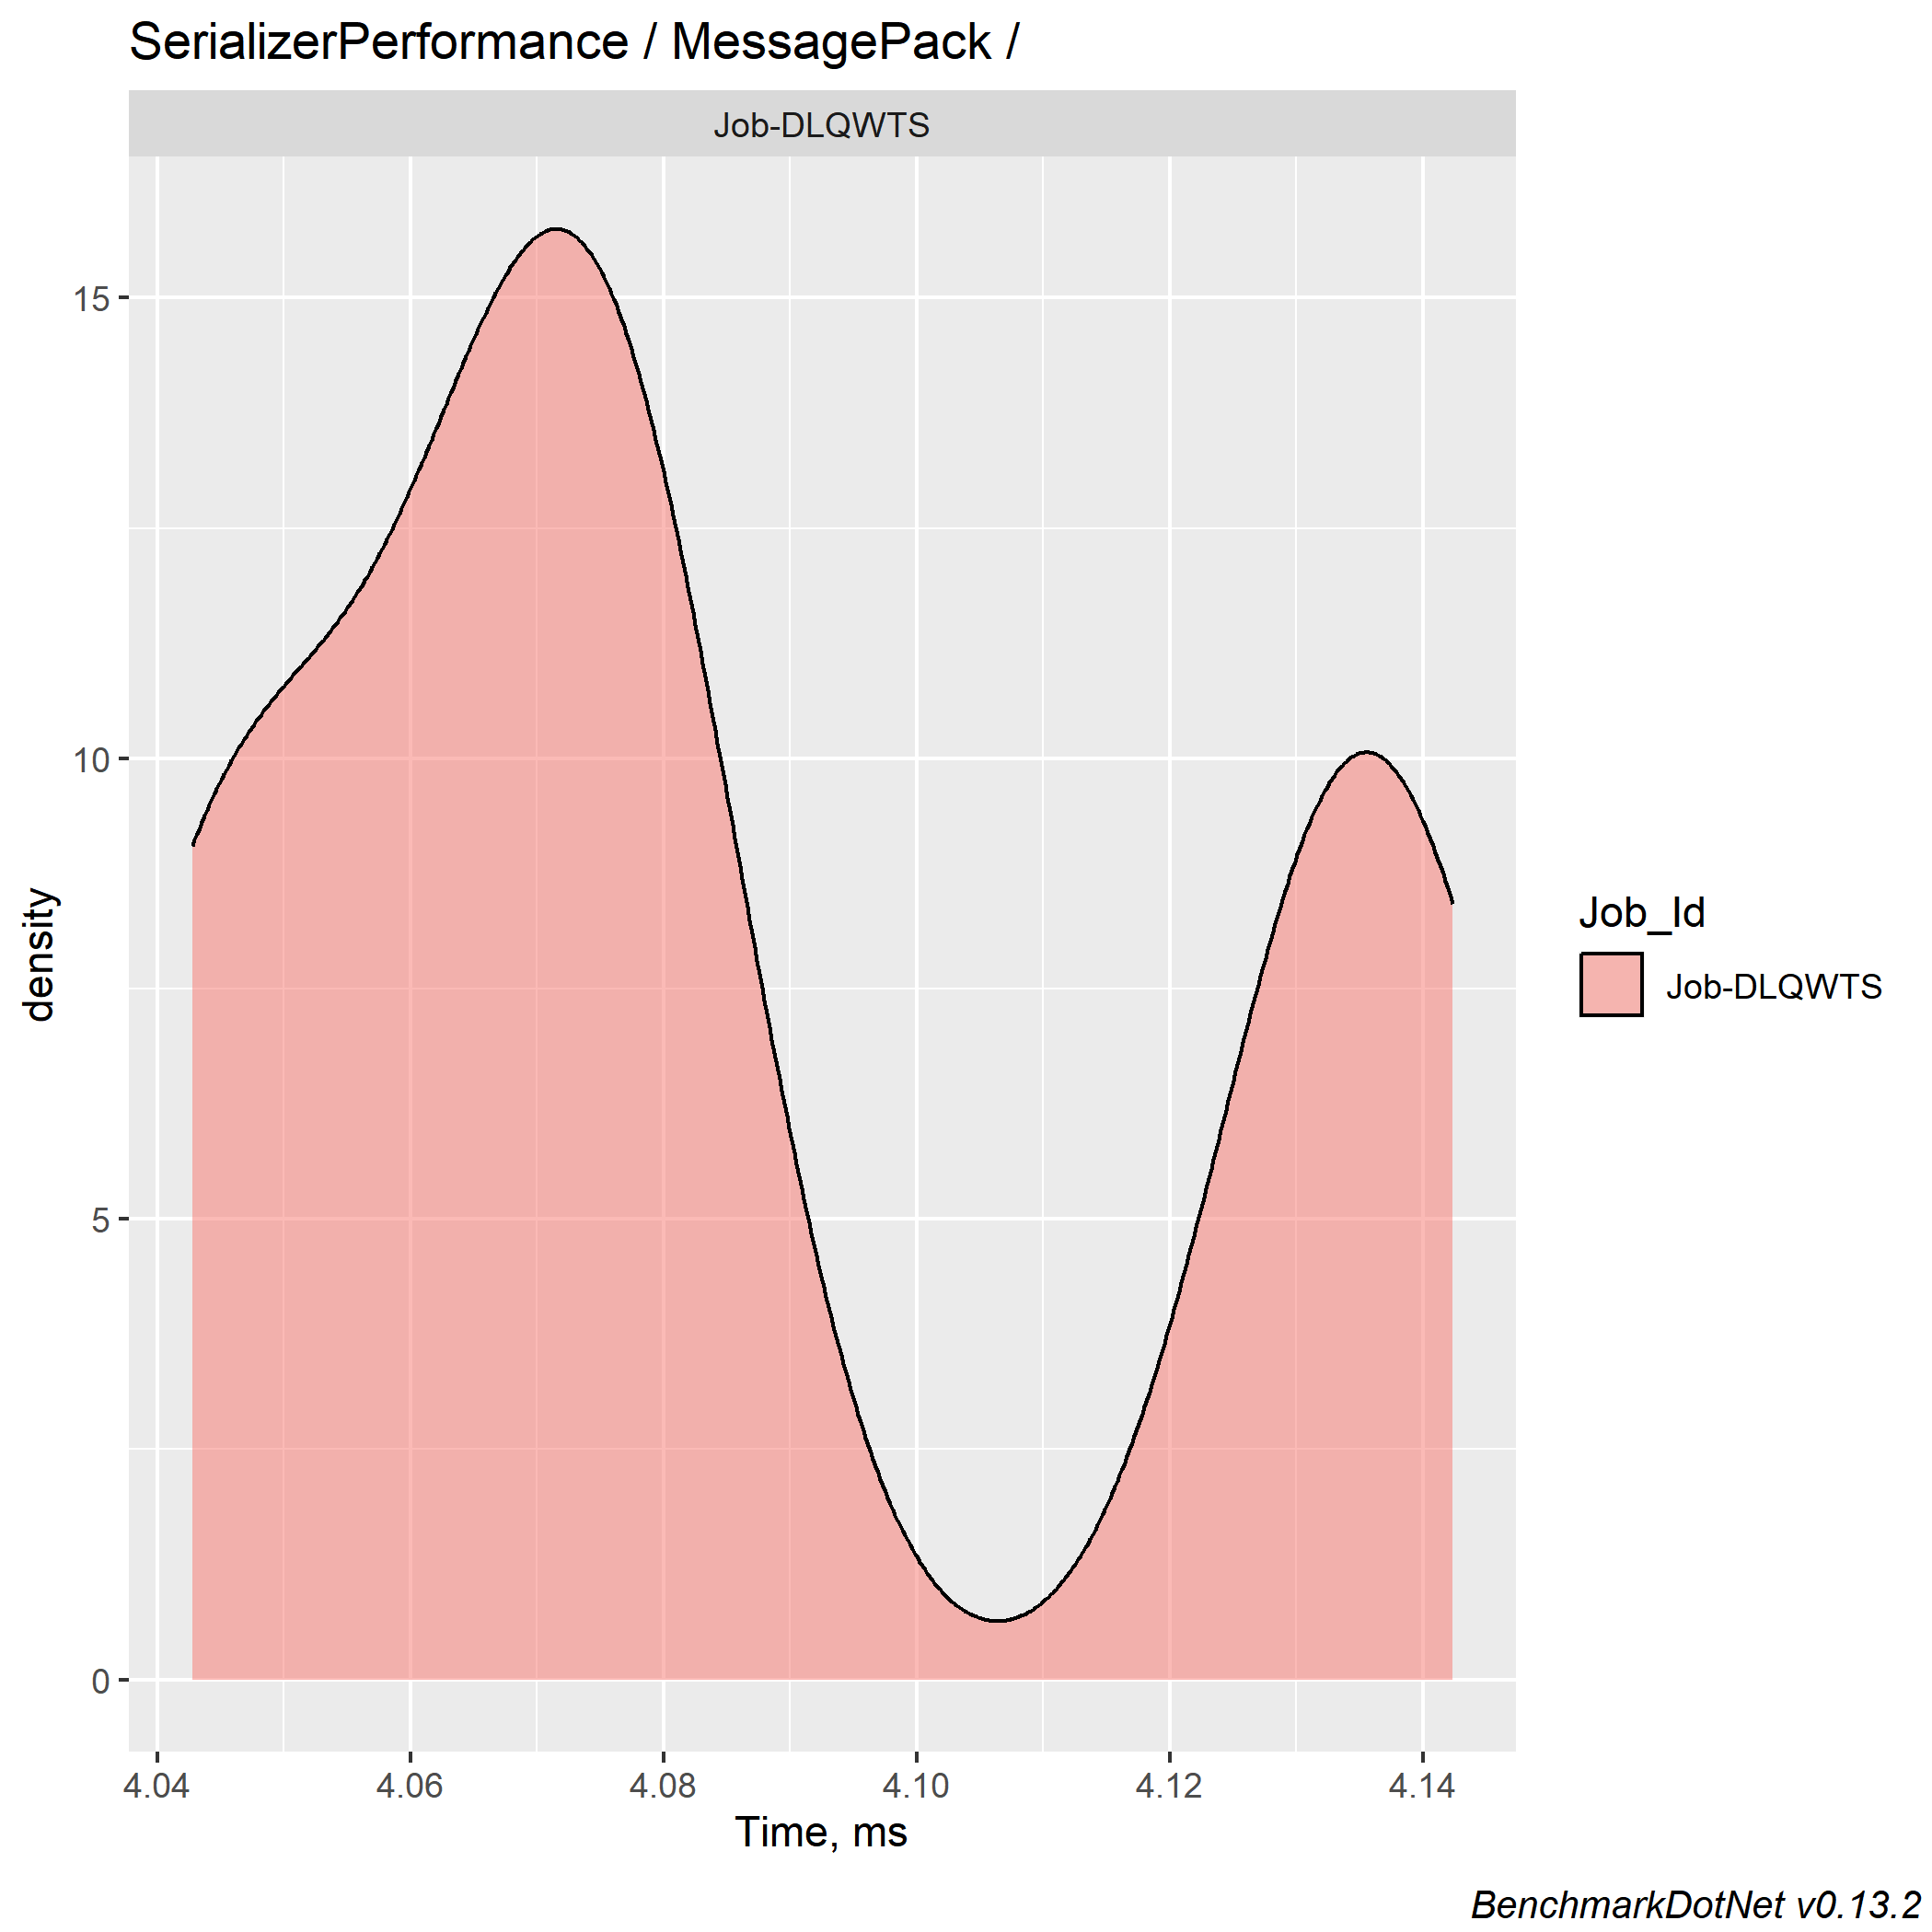 SerializerPerformance / MessagePack /
Job-DLQWTS
15
10
5
0
density
4.04 4.06 4.08 4.10 4.12 4.14
Time, ms
Job_Id
Job-DLQWTS
BenchmarkDotNet v0.13.2